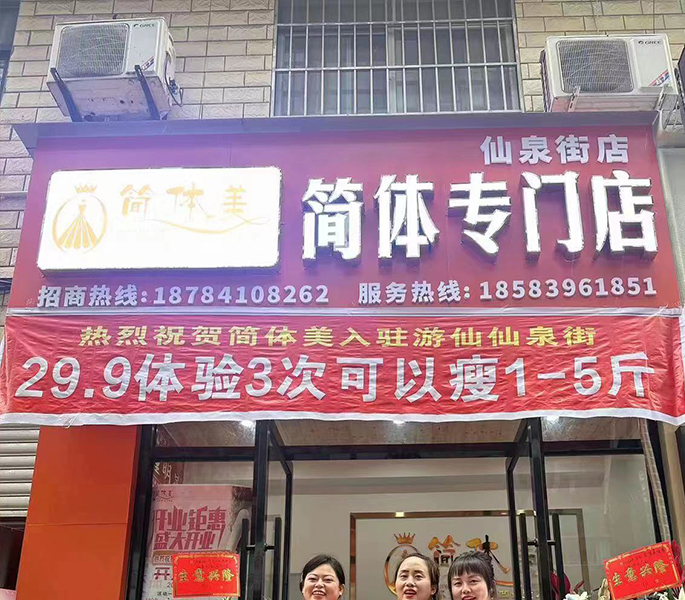 仙泉街店
简体美
简体专门店
招商热线:18784108262 服务热线:18583961851
热烈祝贺简体美入驻游仙仙泉街
29.9体验3次可以瘦1-5斤
开业钜惠
盛大开业
简体
生意兴隆
生意兴隆